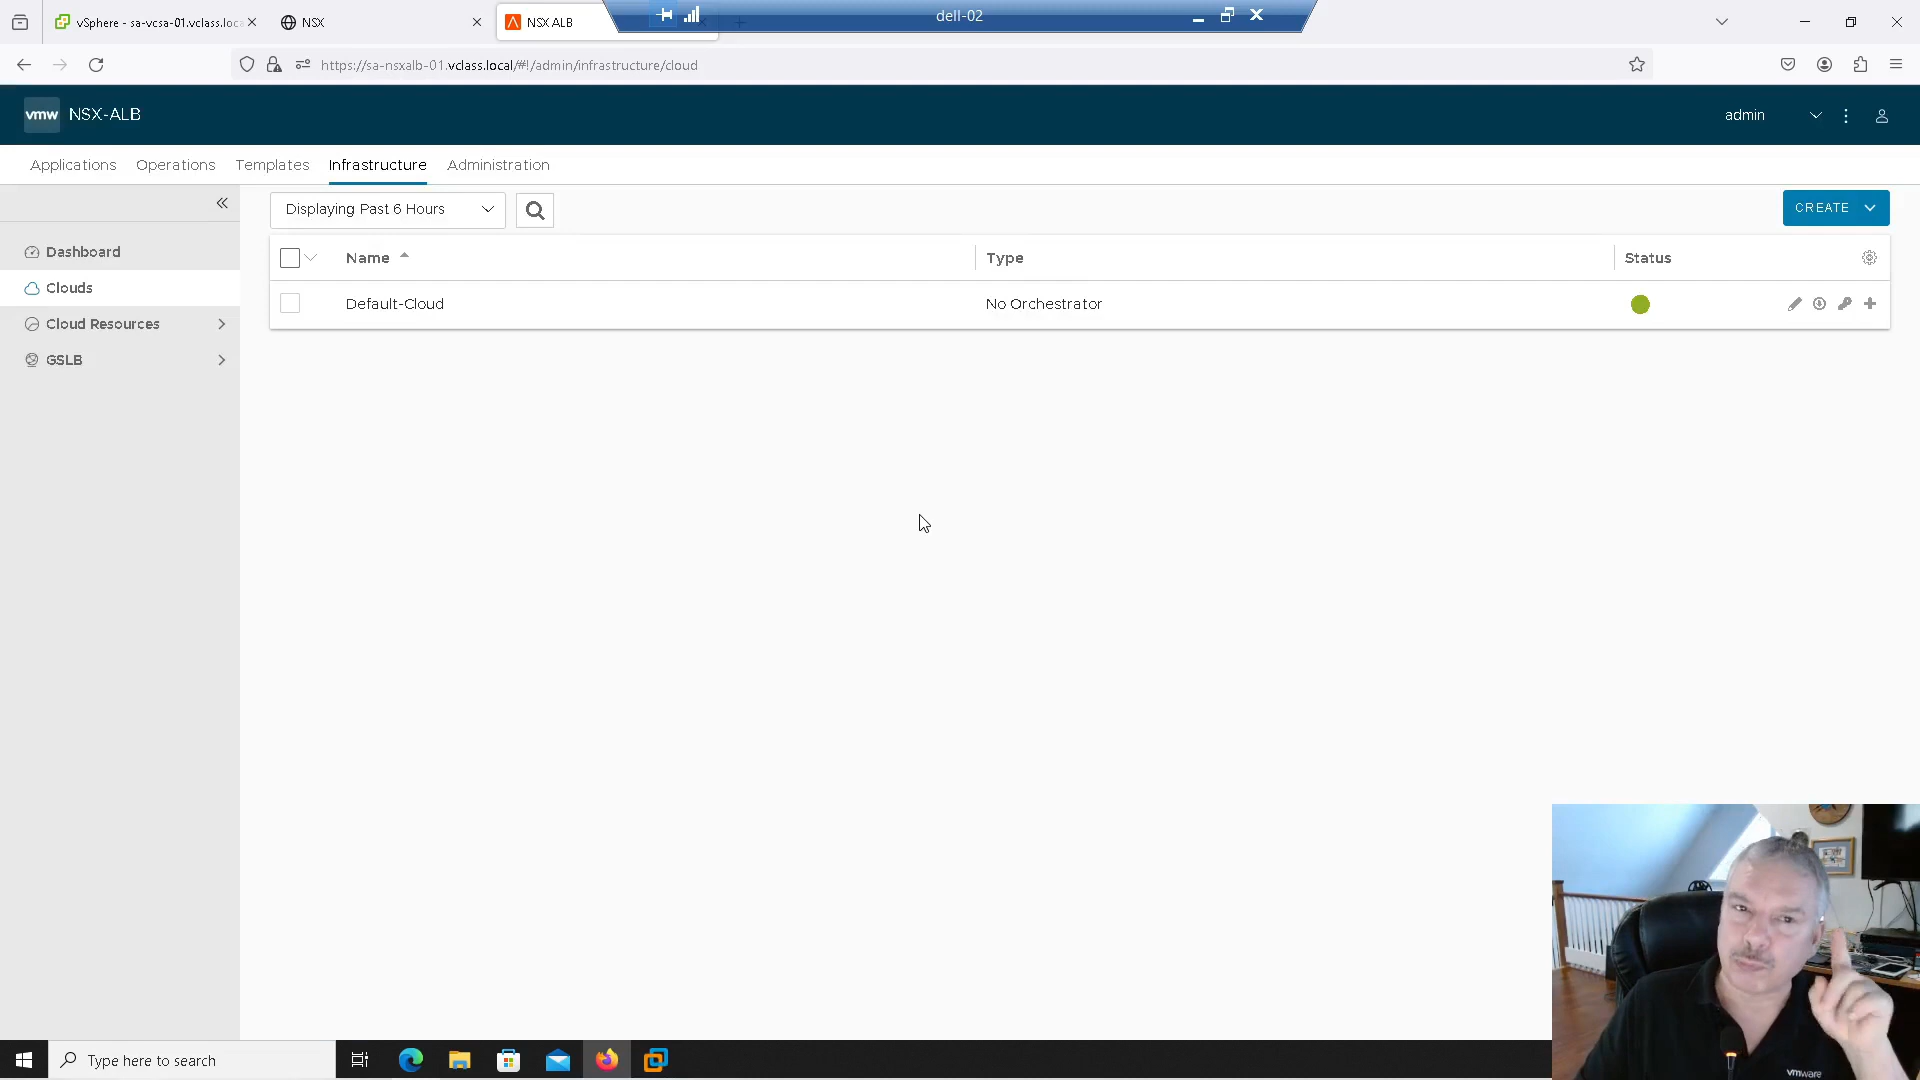 vSphere - sa-vcsa-01.vclass.loca
NSX
NSX ALB
dell-02
https://sa-nsxalb-01.vclass.local/#!/admin/infrastructure/cloud
vmw NSX-ALB
admin
Applications
Operations
Templates
Infrastructure
Administration
Displaying Past 6 Hours
CREATE
Dashboard
Clouds
Cloud Resources
GSLB
Name
Type
Status
Default-Cloud
No Orchestrator
Type here to search
vmware